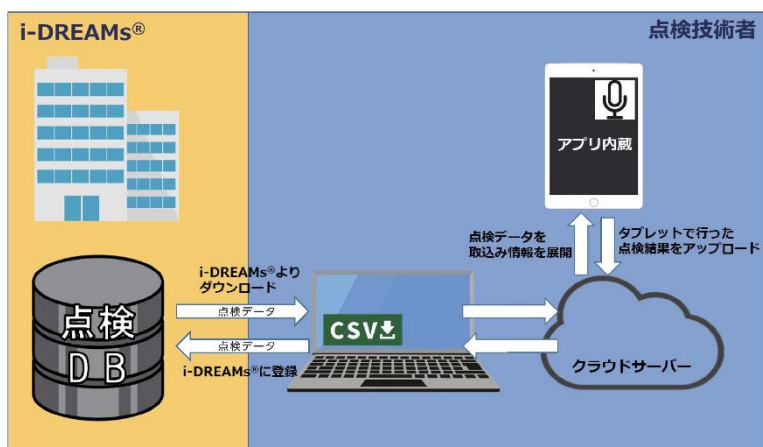 i-DREAMs®
点検技術者
アプリ内蔵
点検データを
取込み情報を展開
タブレットで行った
点検結果をアップロード
i-DREAMs®より
ダウンロード
点検データ
点検
DB
CSV
点検データ
i-DREAMs®に登録
クラウドサーバー